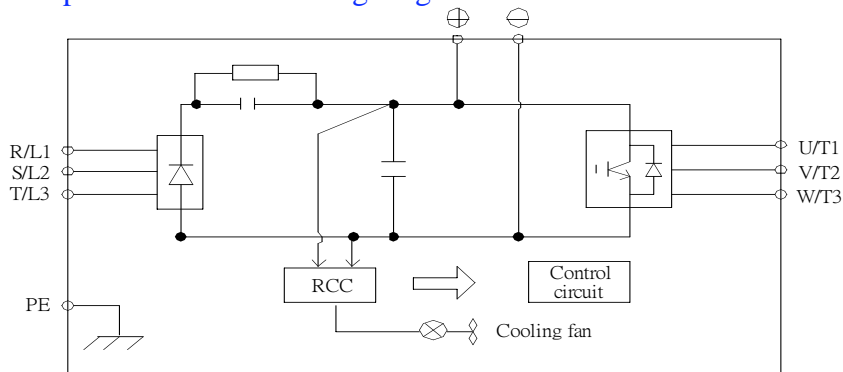 R/L1
S/L2
T/L3
U/T1
V/T2
W/T3
RCC
Control
circuit
PE
Cooling fan